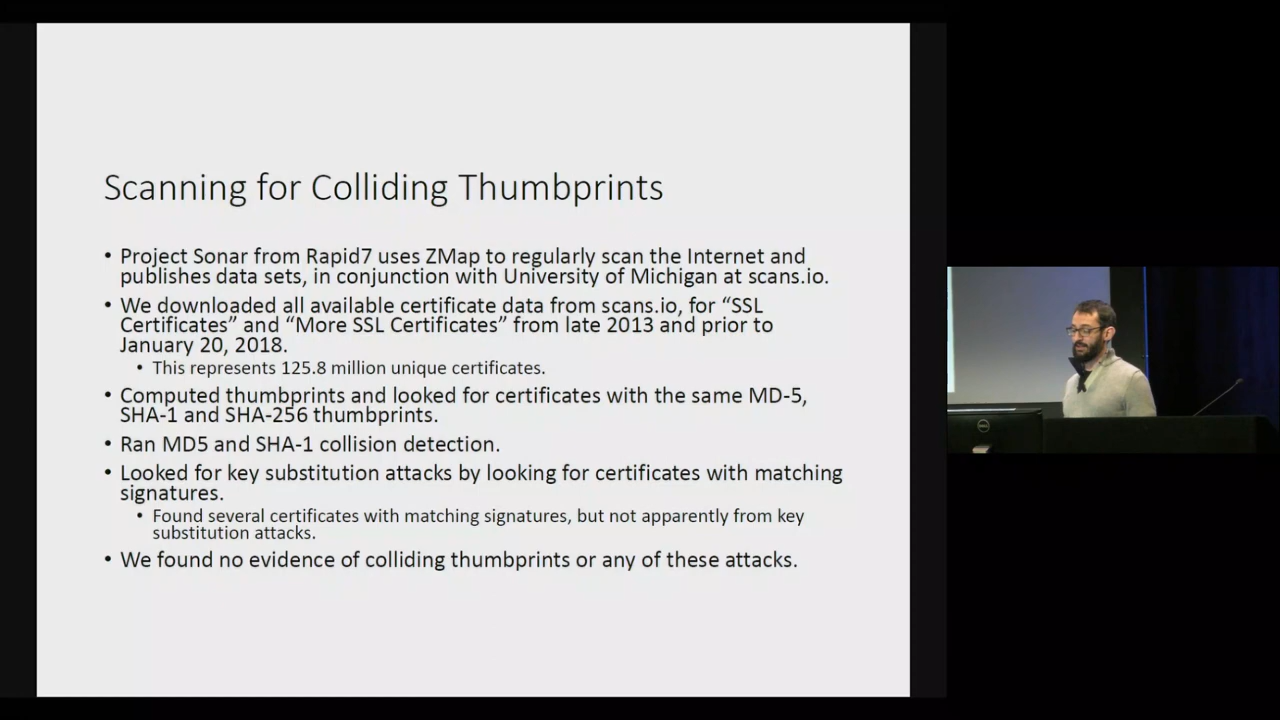 Scanning for Colliding Thumbprints
• Project Sonar from Rapid7 uses ZMap to regularly scan the Internet and
publishes data sets, in conjunction with University of Michigan at scans.io.
• We downloaded all available certificate data from scans.io, for “SSL
Certificates” and “More SSL Certificates” from late 2013 and prior to
January 20, 2018.
• This represents 125.8 million unique certificates.
• Computed thumbprints and looked for certificates with the same MD-5,
SHA-1 and SHA-256 thumbprints.
• Ran MD5 and SHA-1 collision detection.
• Looked for key substitution attacks by looking for certificates with matching
signatures.
• Found several certificates with matching signatures, but not apparently from key
substitution attacks.
• We found no evidence of colliding thumbprints or any of these attacks.
DELL